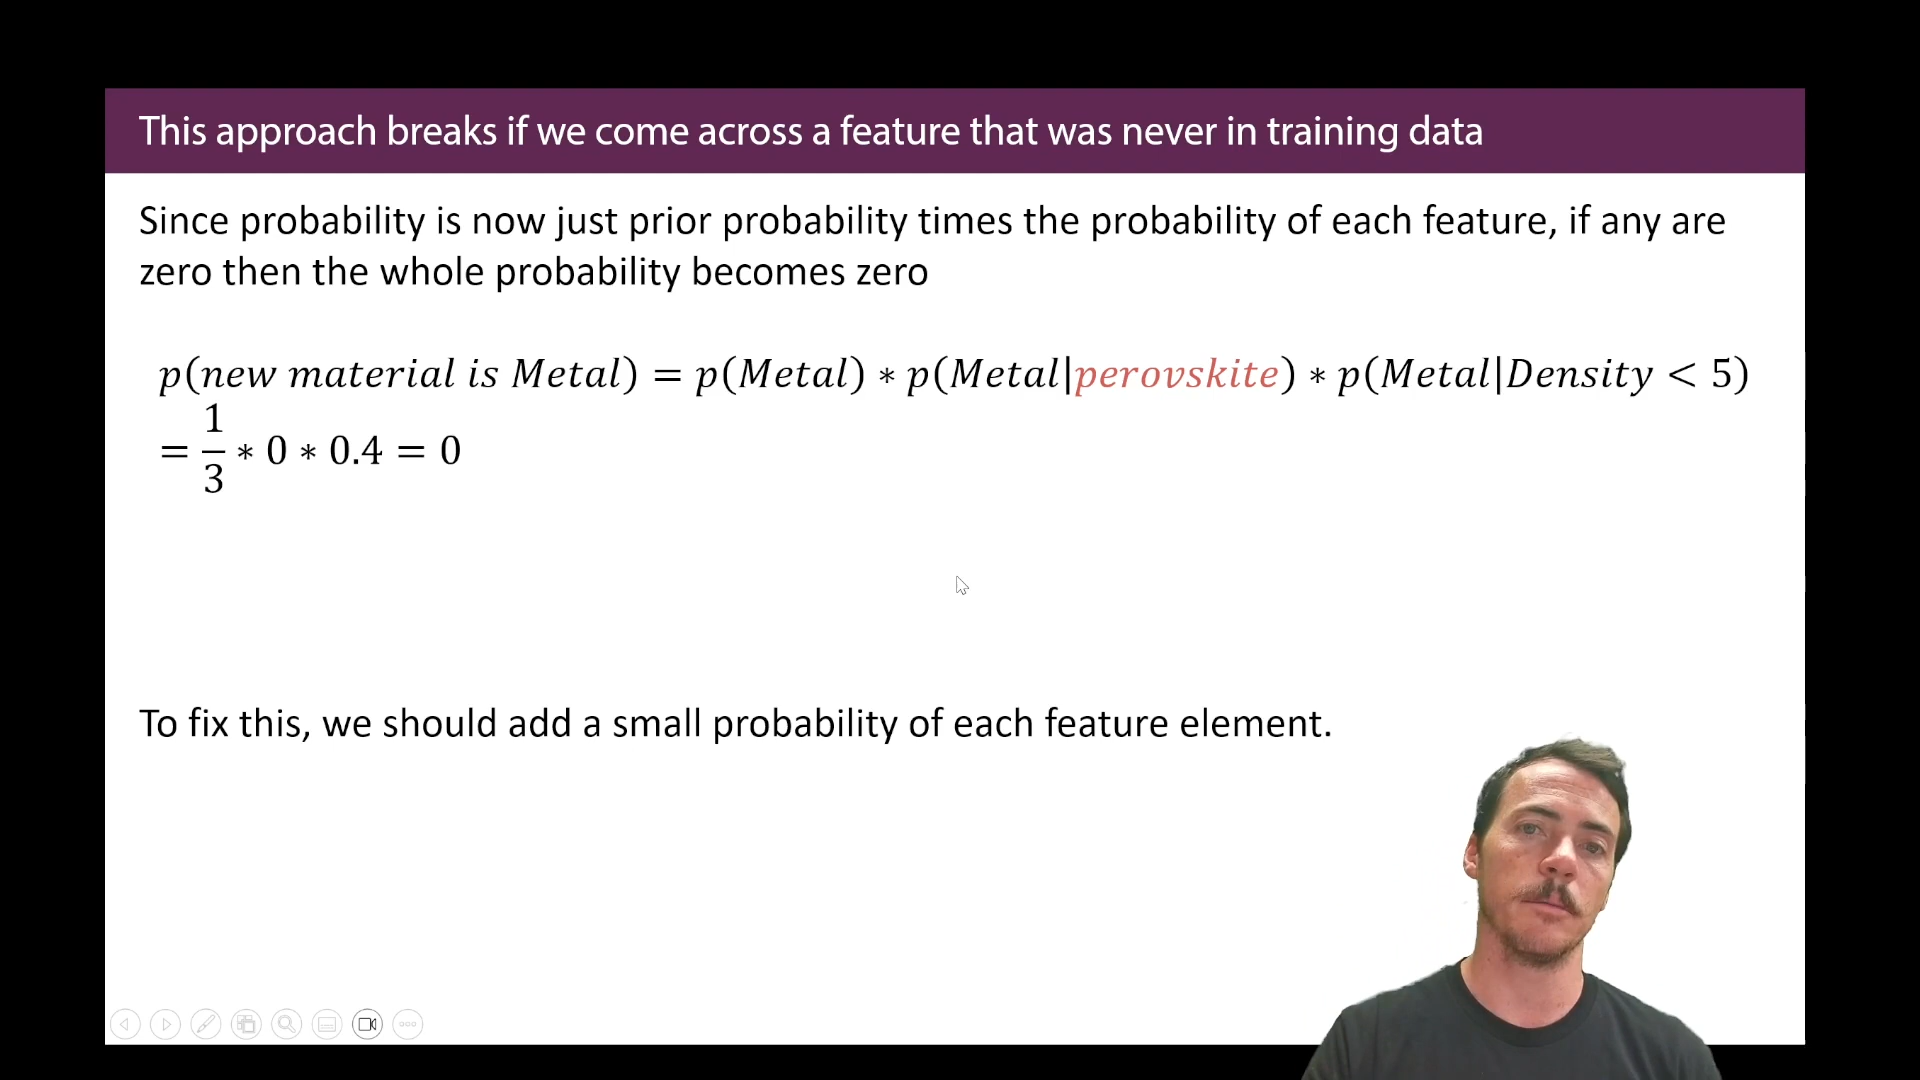 This approach breaks if we come across a feature that was never in training data
Since probability is now just prior probability times the probability of each feature, if any are
zero then the whole probability becomes zero
p(new material is Metal) = p(Metal) * p(Metal|perovskite) * p(Metal|Density < 5)
= 1/3 * 0 * 0.4 = 0
To fix this, we should add a small probability of each feature element.